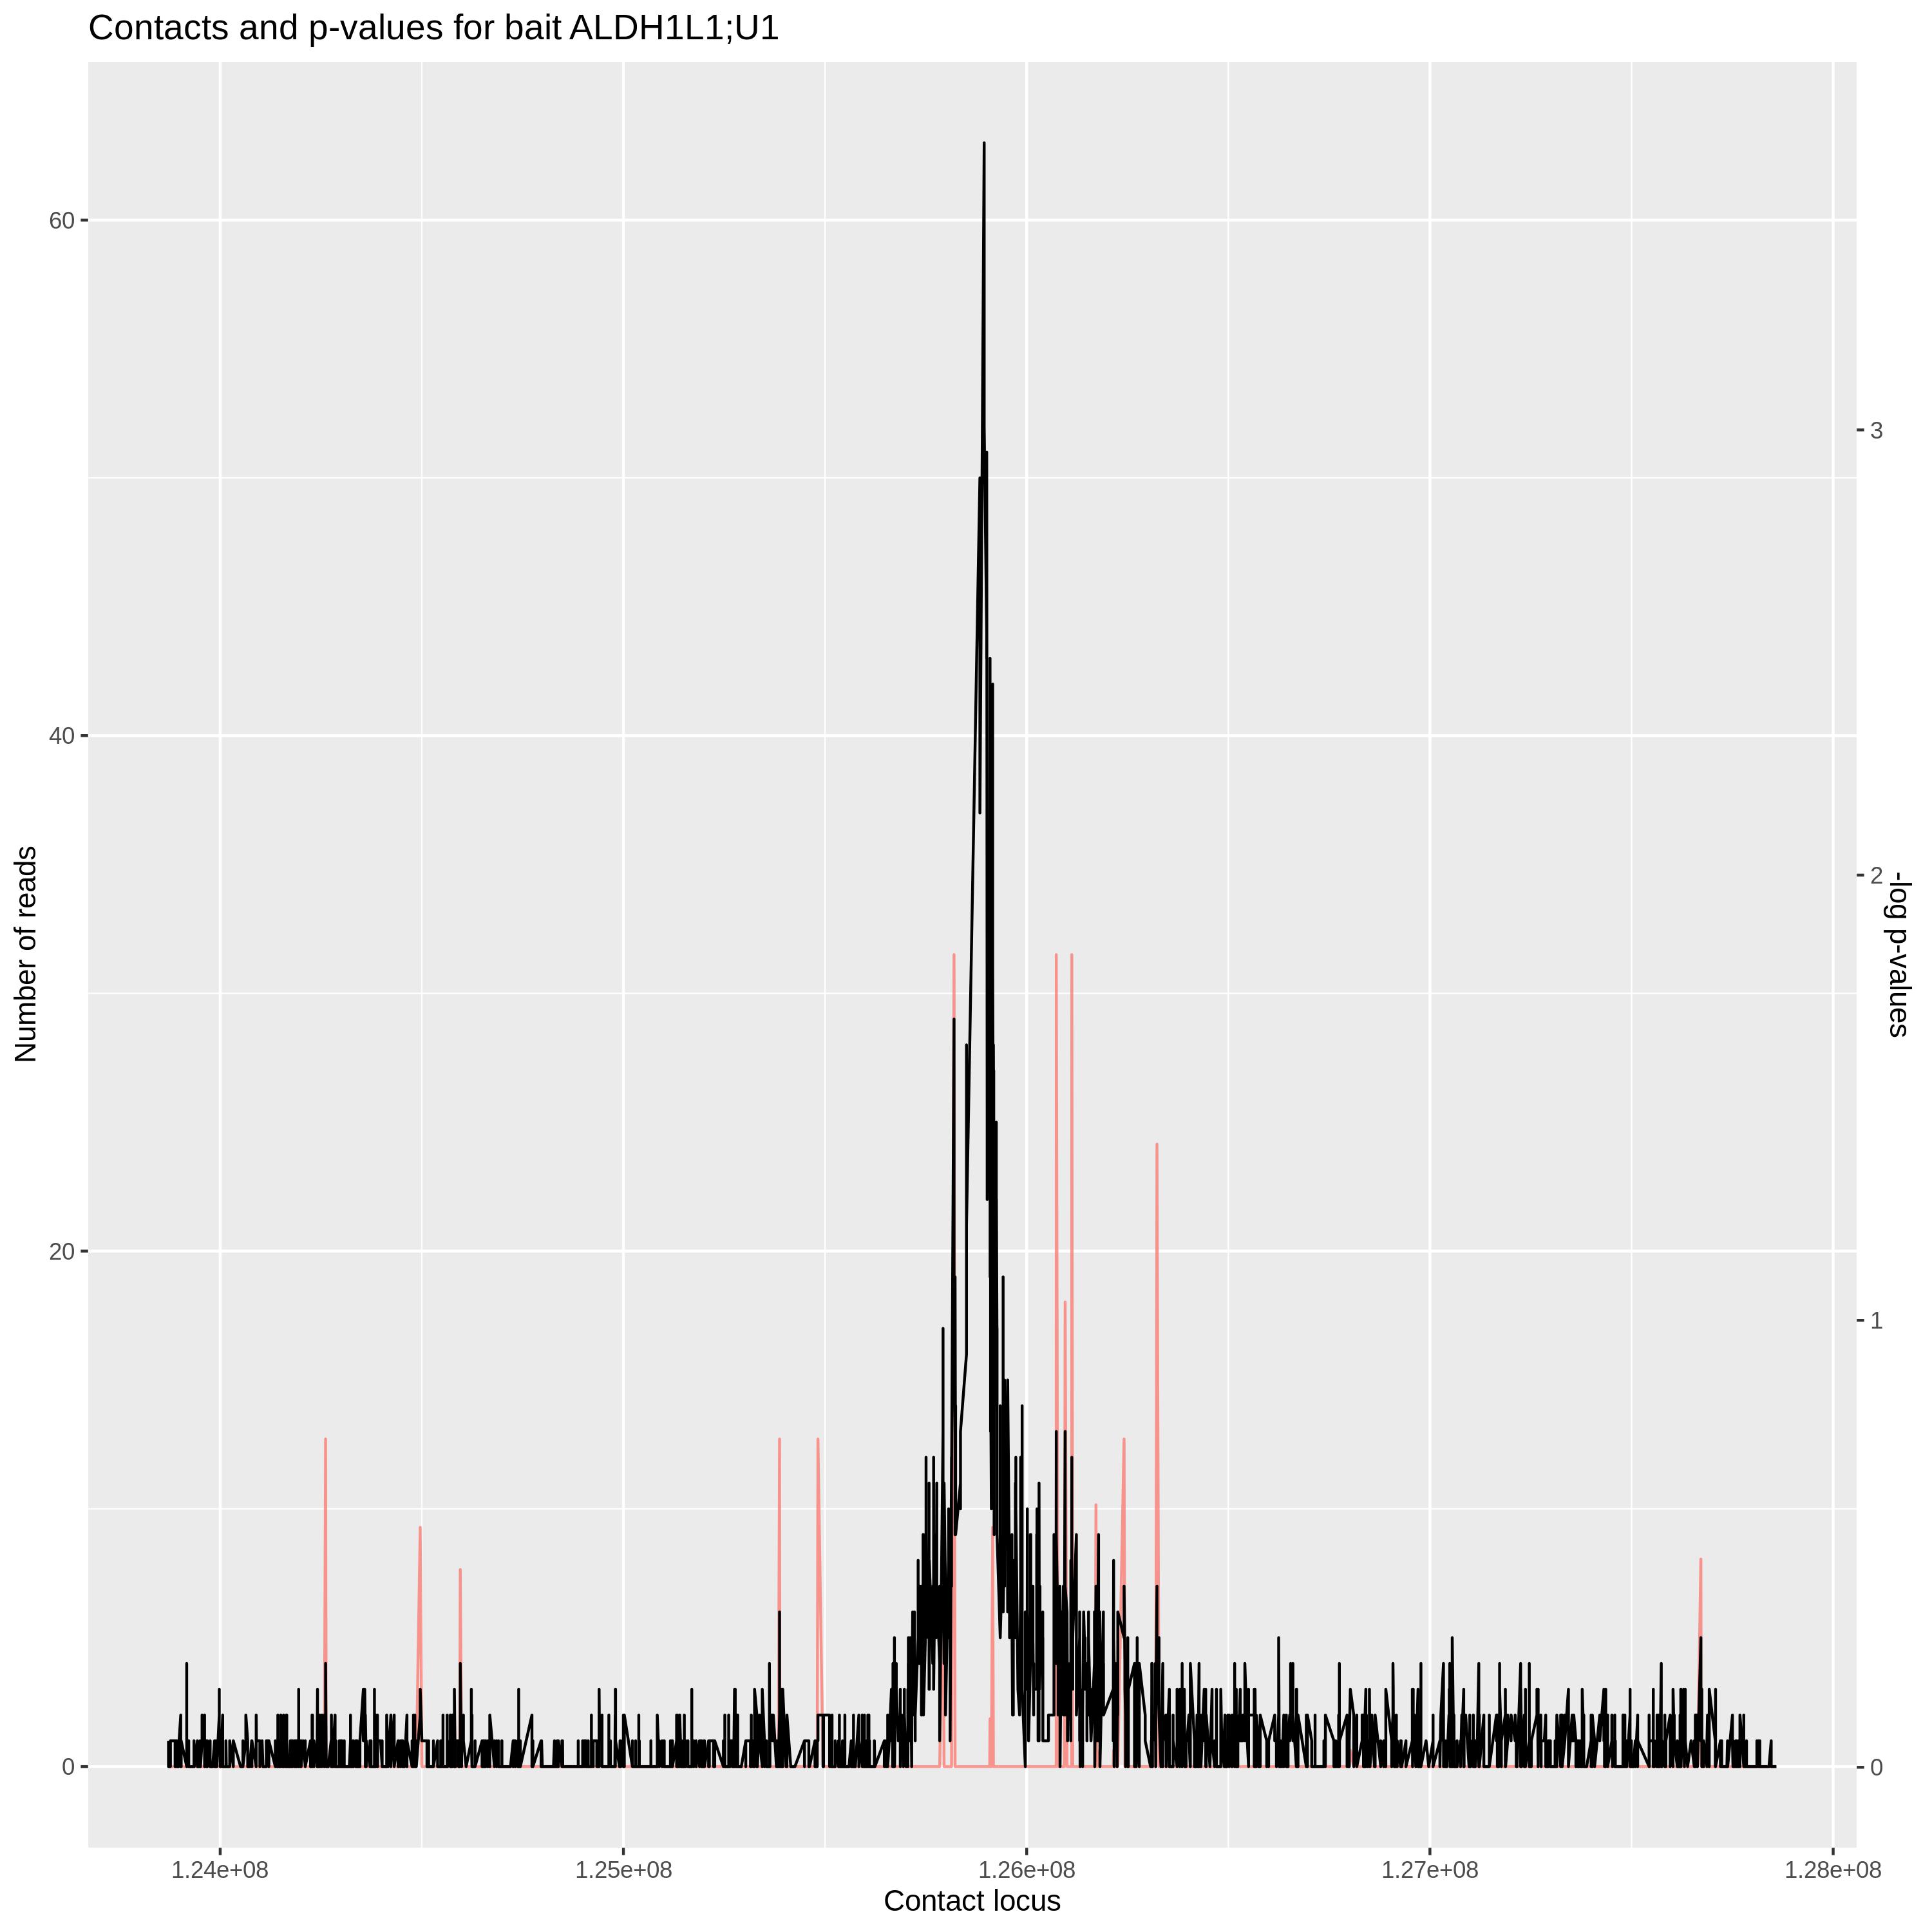 Contacts and p-values for bait ALDH1L1;U1
60
40
20
0
3
2
1
0
Number of reads
-log p-values
1.24e+08 1.25e+08 1.26e+08 1.27e+08 1.28e+08
Contact locus